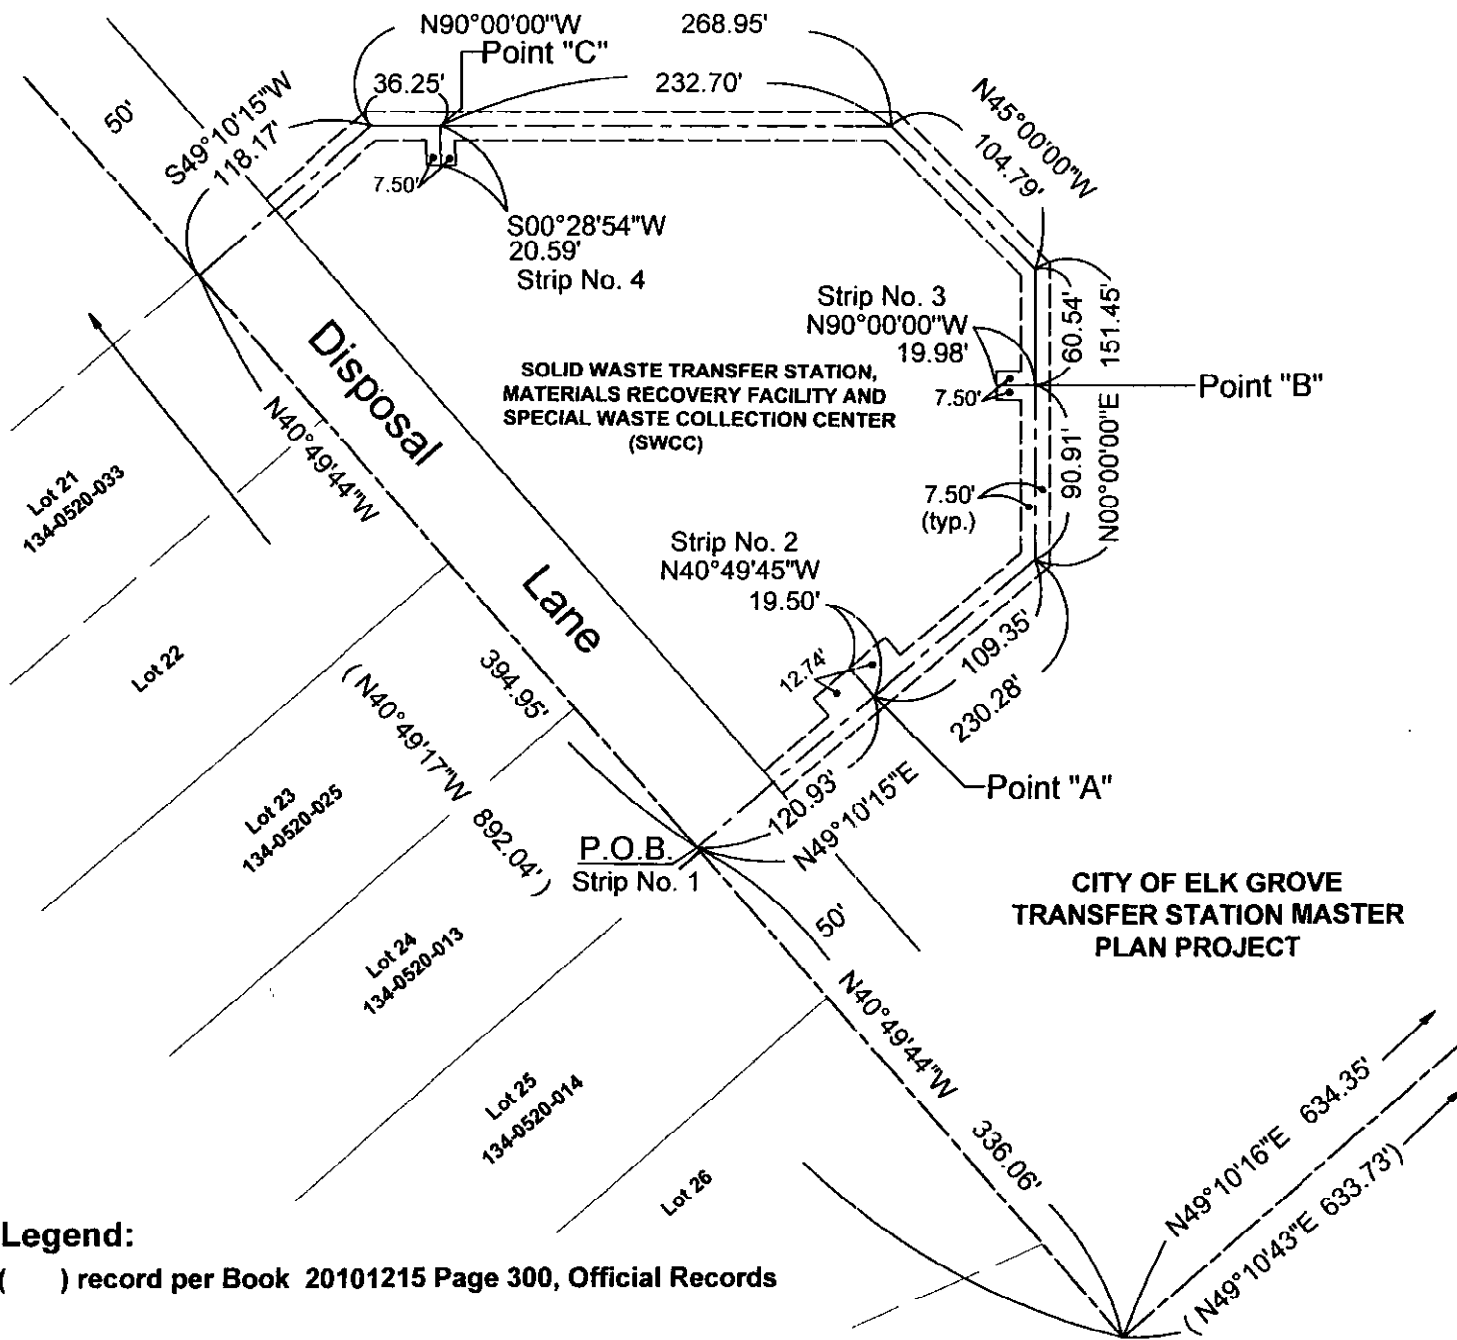 N90°00'00"W 268.95'
Point "C"
36.25'
232.70'
50'
S49°10'15"W
118.17'
N45°00'00"W
104.79'
7.50'
S00°28'54"W
20.59'
Strip No. 4
Strip No. 3
N90°00'00"W
19.98'
7.50'
60.54'
151.45'
Point "B"
Disposal
Lane
SOLID WASTE TRANSFER STATION,
MATERIALS RECOVERY FACILITY AND
SPECIAL WASTE COLLECTION CENTER
(SWCC)
N40°49'44"W
394.95'
90.91'
N00°00'00"E
7.50'
(typ.)
Lot 21
134-0520-033
Strip No. 2
N40°49'45"W
19.50'
12.74'
109.35'
230.28'
Lot 22
(N40°49'17"W 892.04')
Point "A"
120.93'
N49°10'15"E
Lot 23
134-0520-025
P.O.B.
Strip No. 1
50'
CITY OF ELK GROVE
TRANSFER STATION MASTER
PLAN PROJECT
Lot 24
134-0520-013
N40°49'44"W 336.06'
Lot 25
134-0520-014
Lot 26
N49°10'16"E 634.35'
(N49°10'43"E 633.73')
Legend:
( ) record per Book 20101215 Page 300, Official Records